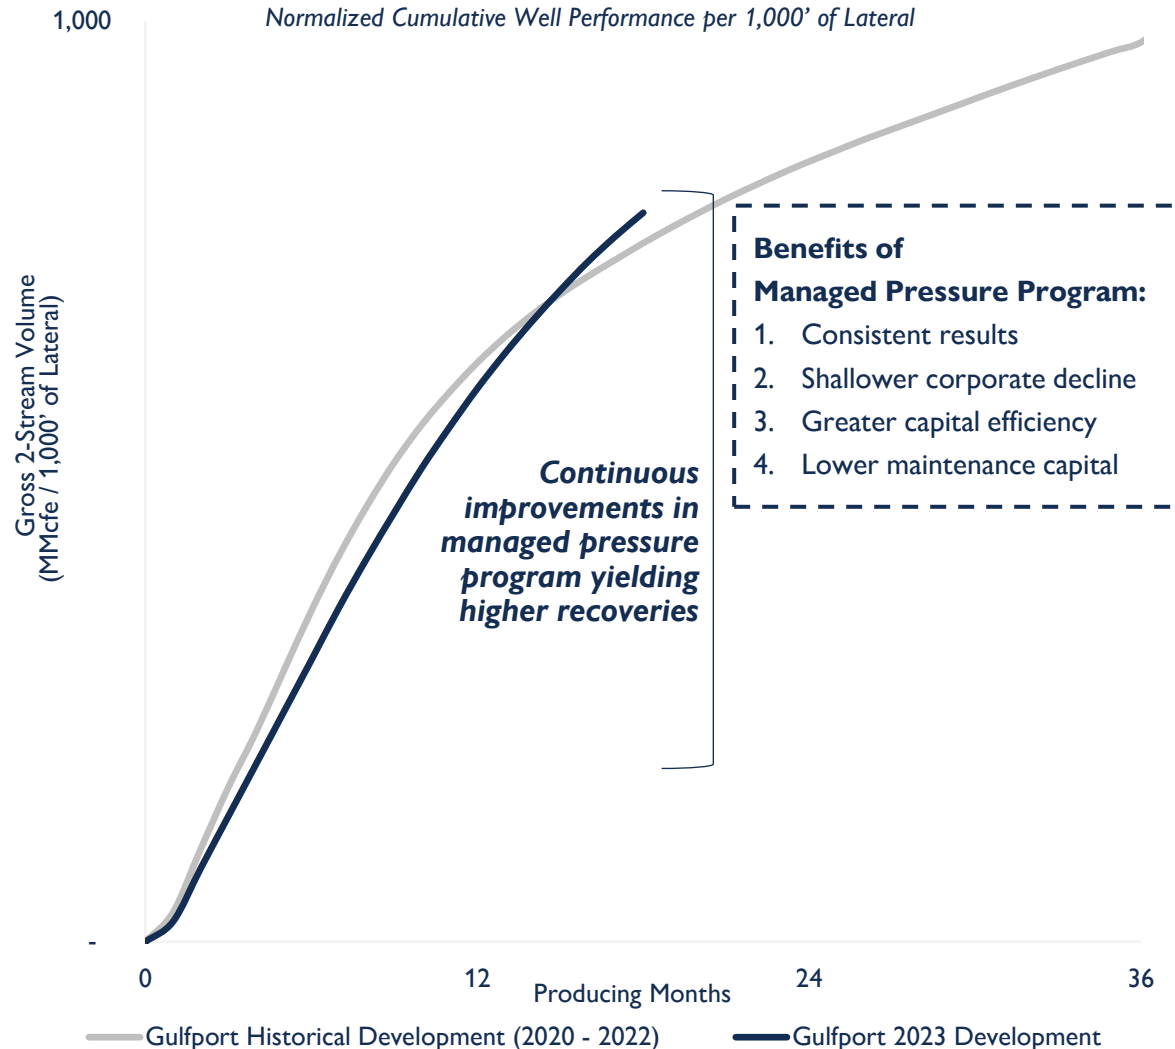 Normalized Cumulative Well Performance per 1,000’ of Lateral
1,000
Gross 2-Stream Volume
(MMcfe / 1,000’ of Lateral)
Benefits of
Managed Pressure Program:
1. Consistent results
2. Shallower corporate decline
3. Greater capital efficiency
4. Lower maintenance capital
Continuous
improvements in
managed pressure
program yielding
higher recoveries
-
0 12 24 36
Producing Months
Gulfport Historical Development (2020 - 2022) Gulfport 2023 Development